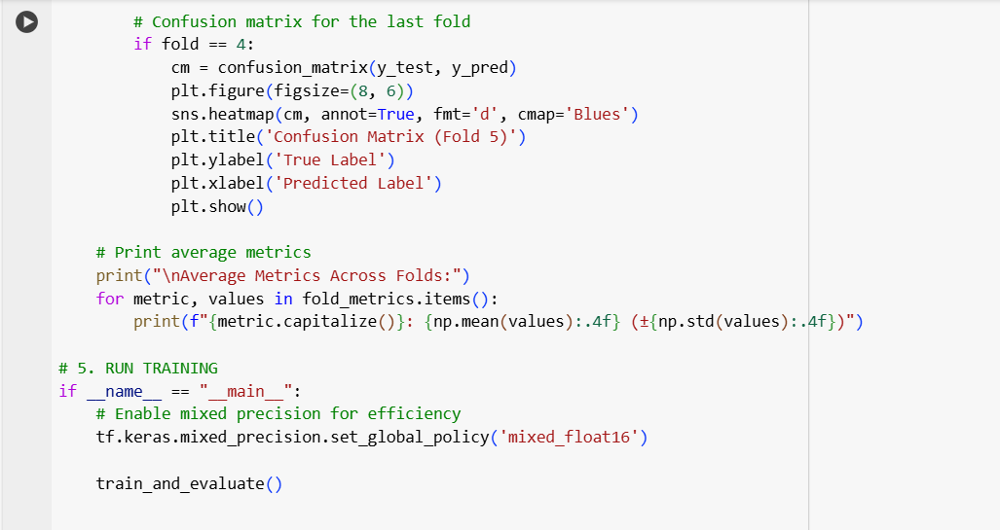 # Confusion matrix for the last fold
if fold == 4:
cm = confusion_matrix(y_test, y_pred)
plt.figure(figsize=(8, 6))
sns.heatmap(cm, annot=True, fmt='d', cmap='Blues')
plt.title('Confusion Matrix (Fold 5)')
plt.ylabel('True Label')
plt.xlabel('Predicted Label')
plt.show()
# Print average metrics
print("\nAverage Metrics Across Folds:")
for metric, values in fold_metrics.items():
print(f"{metric.capitalize()}: {np.mean(values):.4f} (±{np.std(values):.4f})")
# 5. RUN TRAINING
if __name__ == "__main__":
# Enable mixed precision for efficiency
tf.keras.mixed_precision.set_global_policy('mixed_float16')
train_and_evaluate()